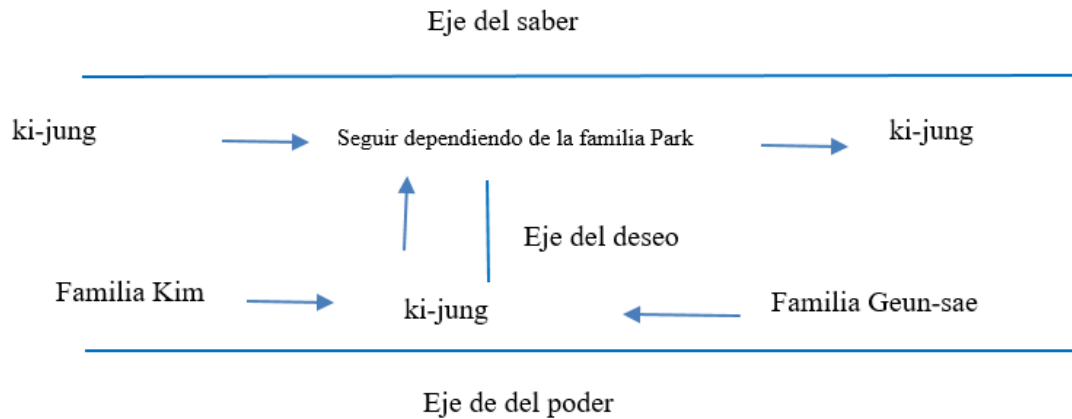 Eje del saber
ki-jung
Seguir dependiendo de la familia Park
ki-jung
Eje del deseo
Familia Kim
ki-jung
Familia Geun-sae
Eje de del poder